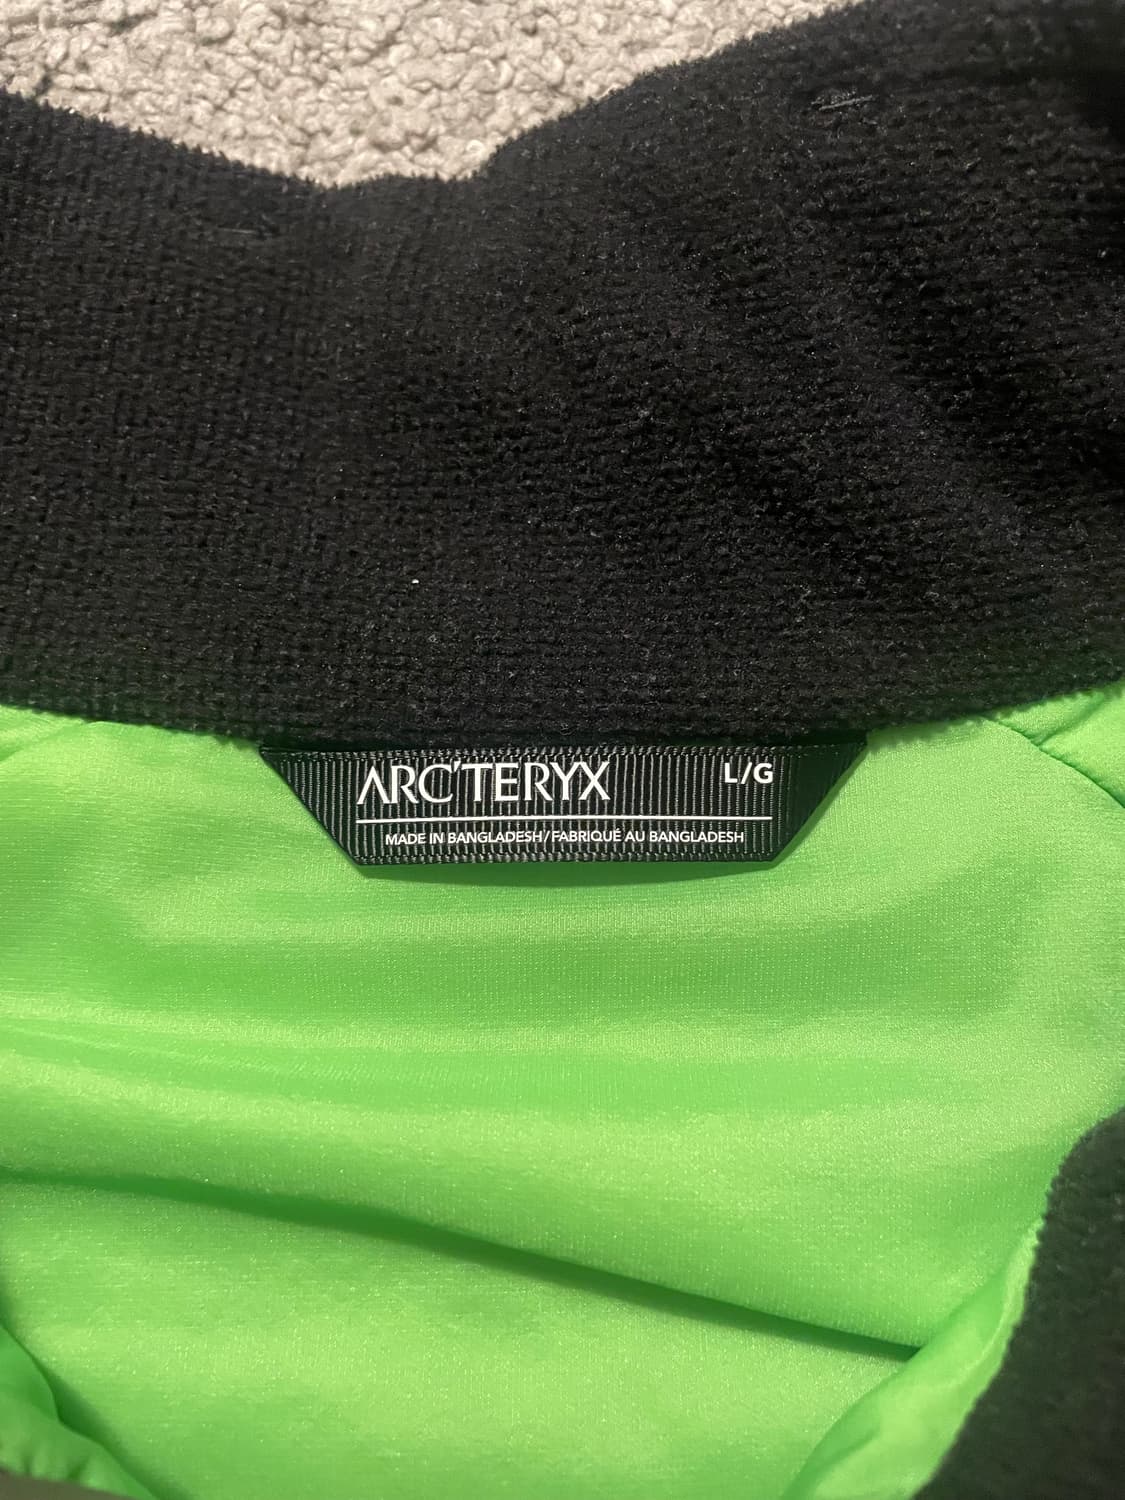 ARC'TERYX L/G
MADE IN BANGLADESH/FABRIQUÉ AU BANGLADESH